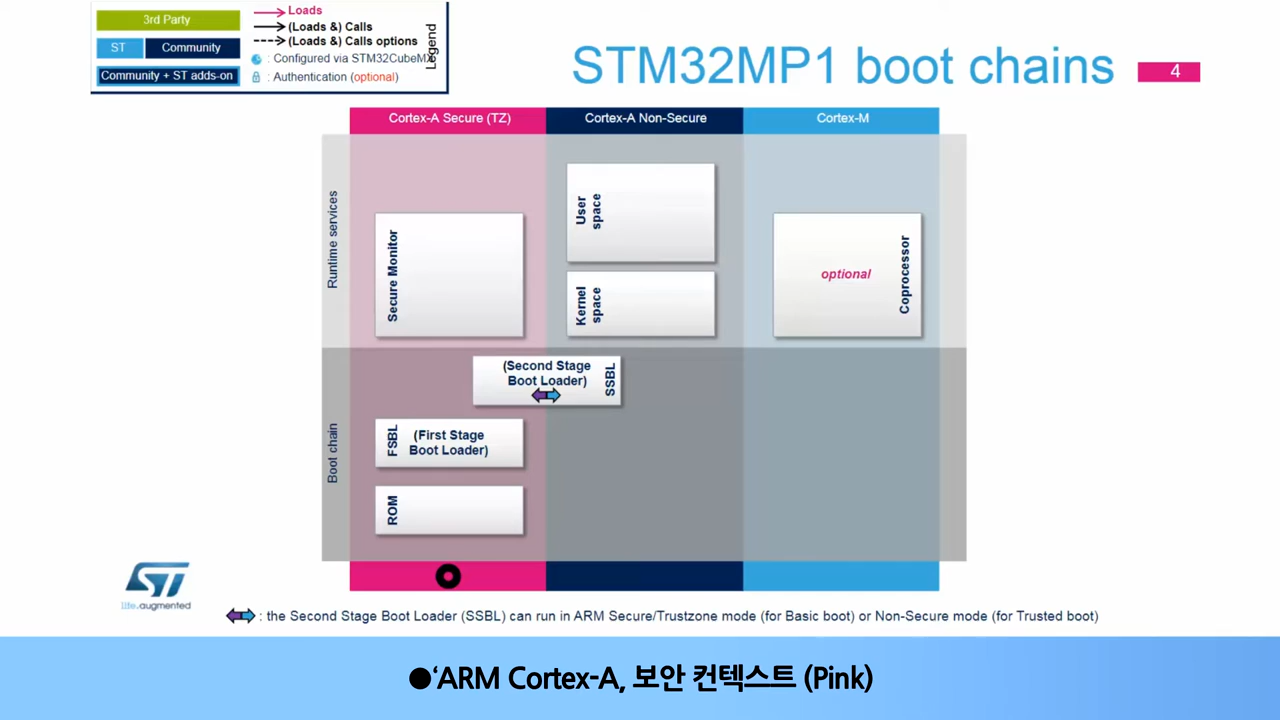 3rd Party
ST
Community
Community + ST adds-on
Loads
(Loads &) Calls
(Loads &) Calls options
: Configured via STM32CubeMX
: Authentication (optional)
Legend
STM32MP1 boot chains
4
Cortex-A Secure (TZ)
Cortex-A Non-Secure
Cortex-M
Runtime services
Secure Monitor
User
space
Kernel
space
optional
Coprocessor
Boot chain
(Second Stage
Boot Loader)
SSBL
FSBL
(First Stage
Boot Loader)
ROM
ST
life.augmented
: the Second Stage Boot Loader (SSBL) can run in ARM Secure/Trustzone mode (for Basic boot) or Non-Secure mode (for Trusted boot)
●‘ARM Cortex-A, 보안 컨텍스트 (Pink)